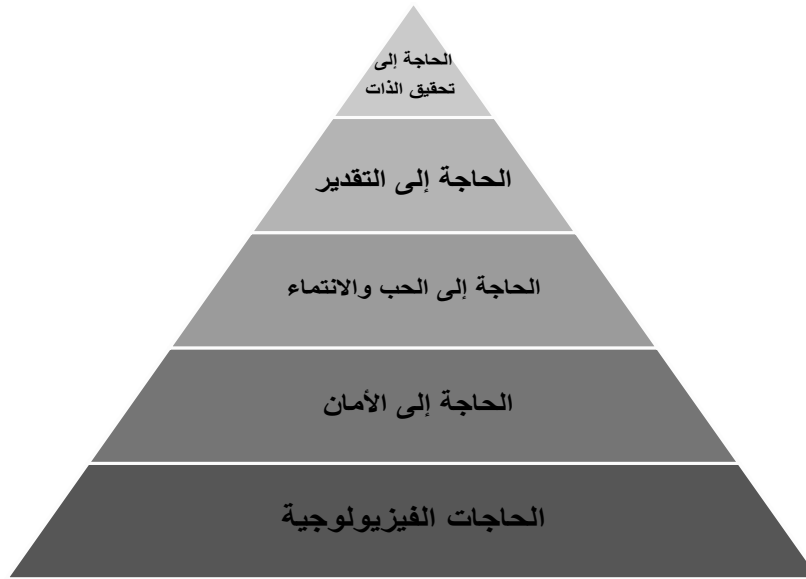 الحاجة إلى
تحقيق الذات
الحاجة إلى التقدير
الحاجة إلى الحب والانتماء
الحاجة إلى الأمان
الحاجات الفيزيولوجية